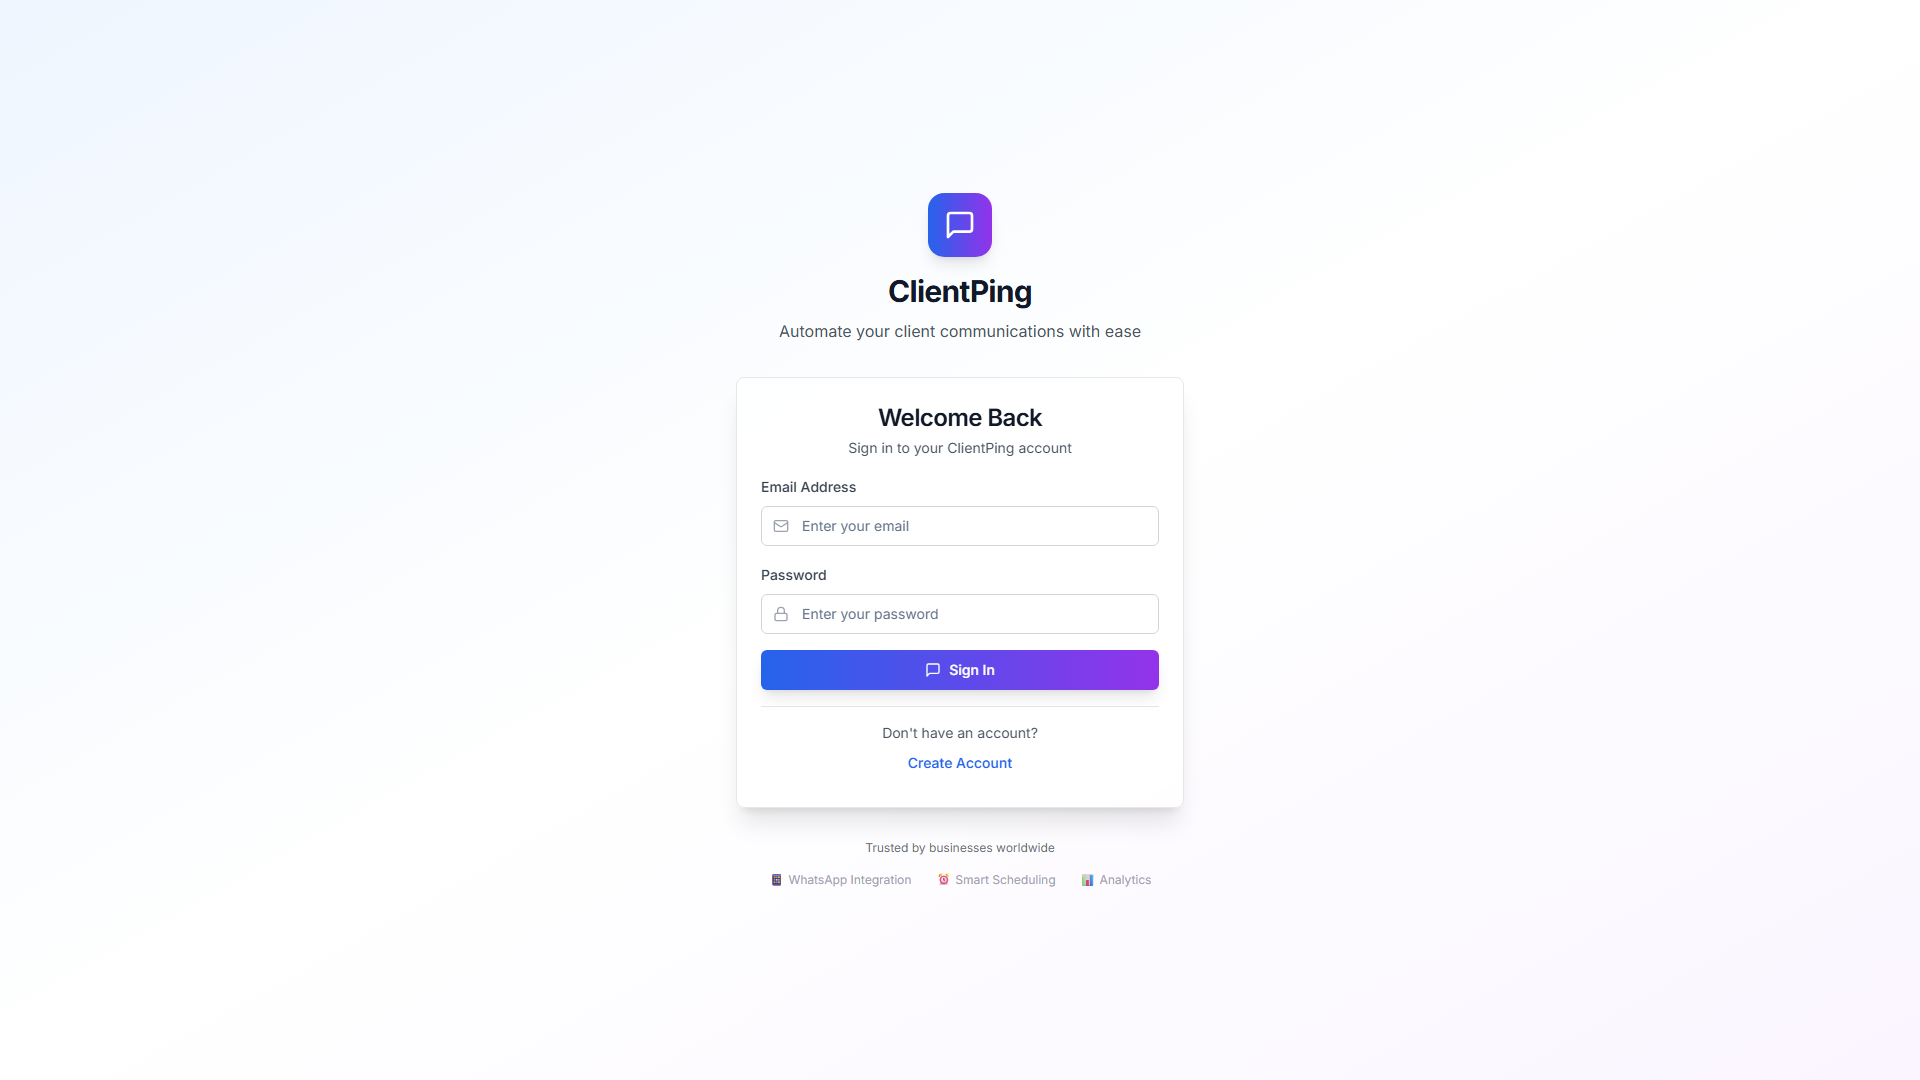 ClientPing
Automate your client communications with ease
Welcome Back
Sign in to your ClientPing account
Email Address
Enter your email
Password
Enter your password
Sign In
Don't have an account?
Create Account
Trusted by businesses worldwide
WhatsApp Integration Smart Scheduling Analytics